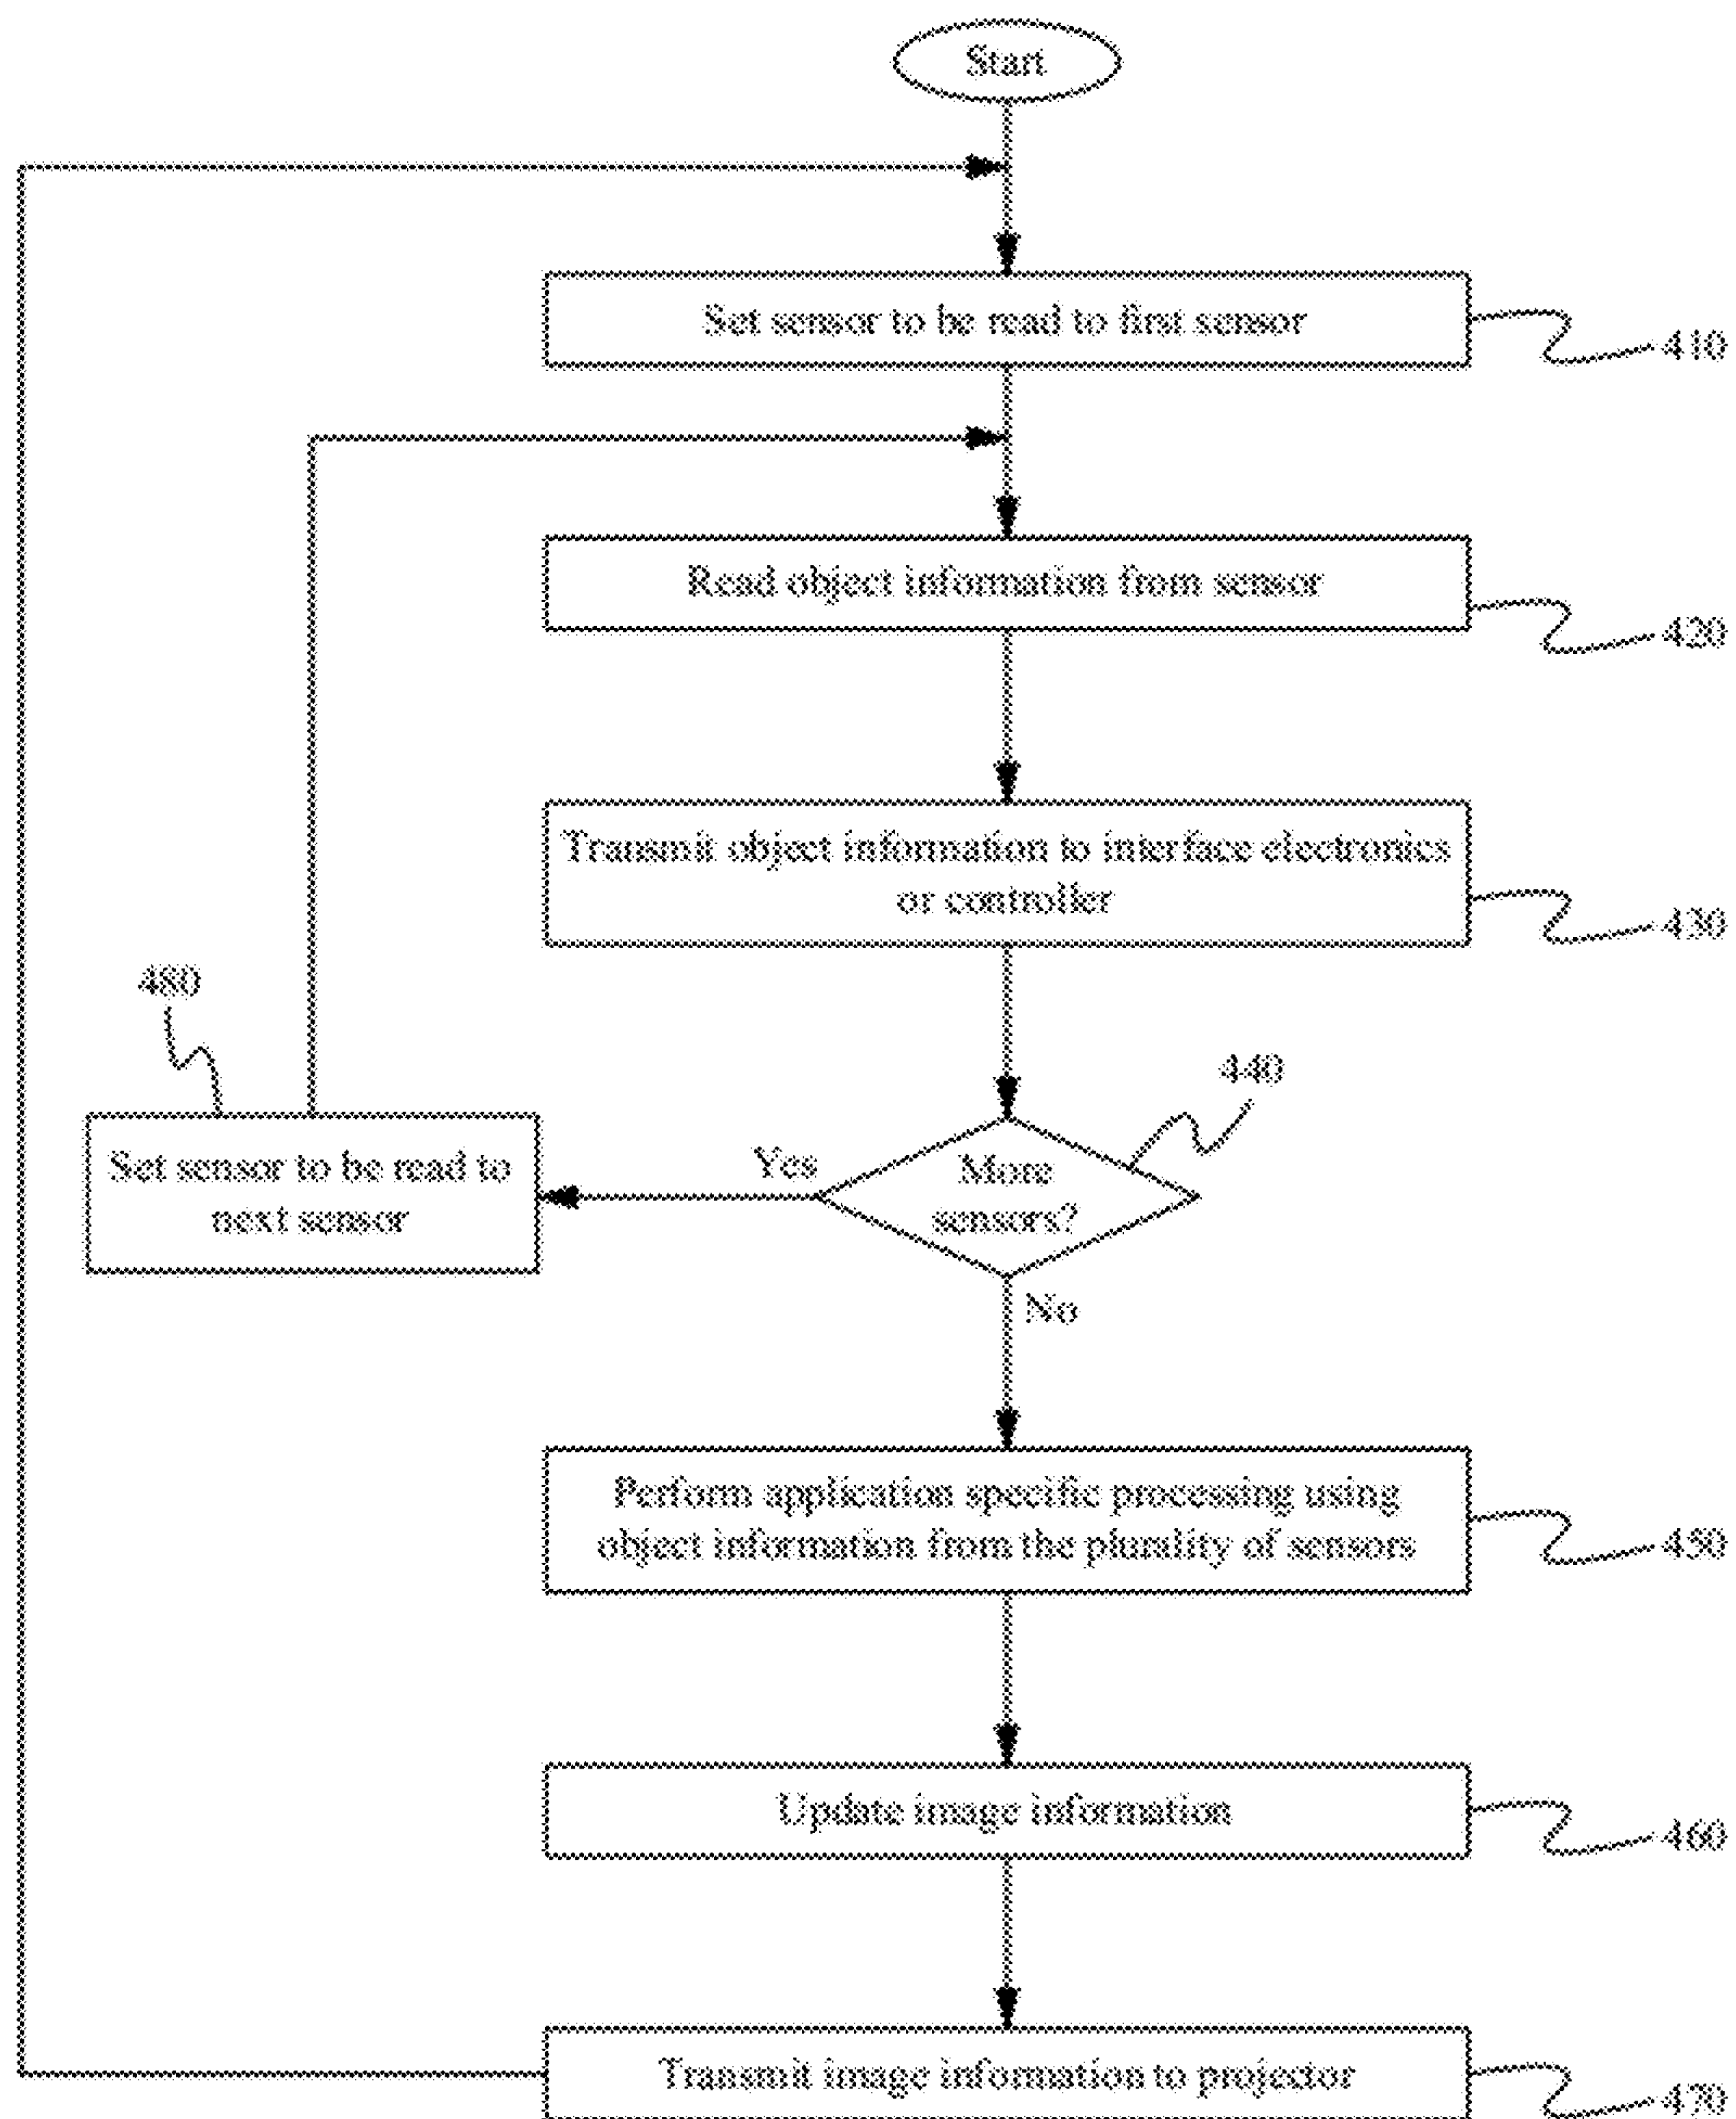 Start
Set sensor to be read to first sensor
410
Read object information from sensor
420
Transmit object information to interface electronics
or controller
430
480
440
Set sensor to be read to
next sensor
Yes
More
sensors?
No
Perform application specific processing using
object information from the plurality of sensors
450
Update image information
460
Transmit image information to projector
470